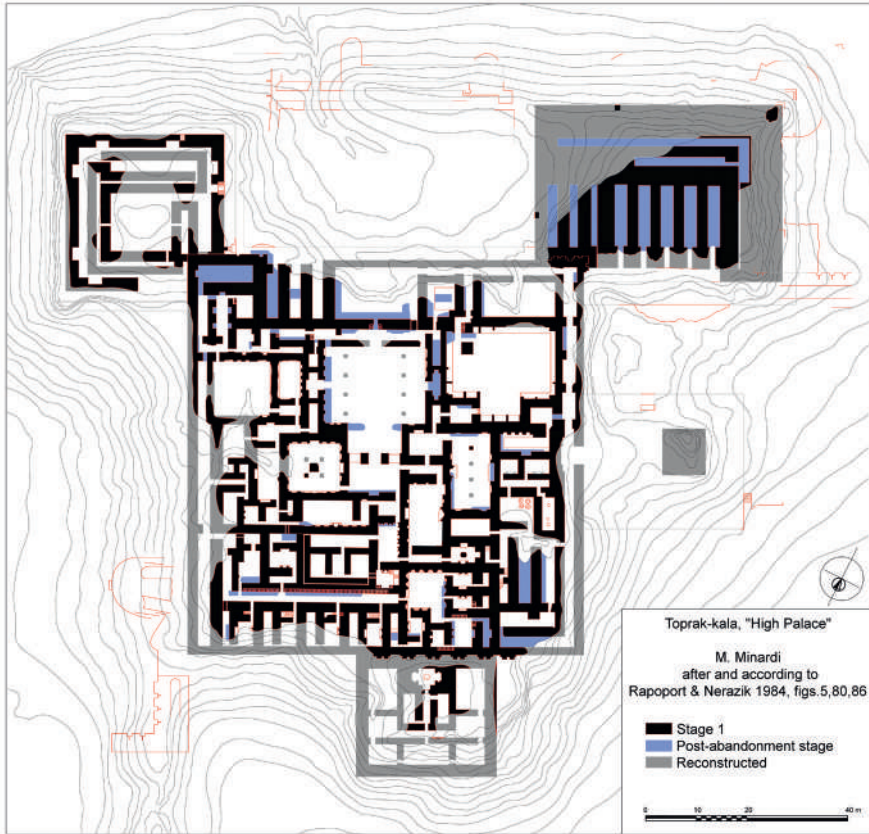 Toprak-kala, "High Palace"
M. Minardi
after and according to
Rapoport & Nerazik 1984, figs.5,80,86
Stage 1
Post-abandonment stage
Reconstructed
0 10 20 40 m